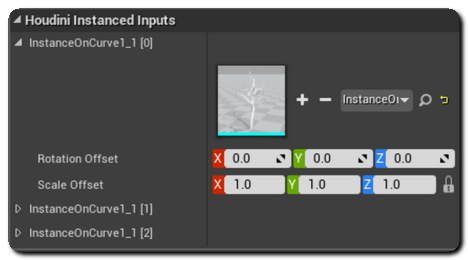 Houdini Instanced Inputs
InstanceOnCurve1_1 [0]
InstanceOı
Rotation Offset X 0.0 Y 0.0 Z 0.0
Scale Offset X 1.0 Y 1.0 Z 1.0
InstanceOnCurve1_1 [1]
InstanceOnCurve1_1 [2]